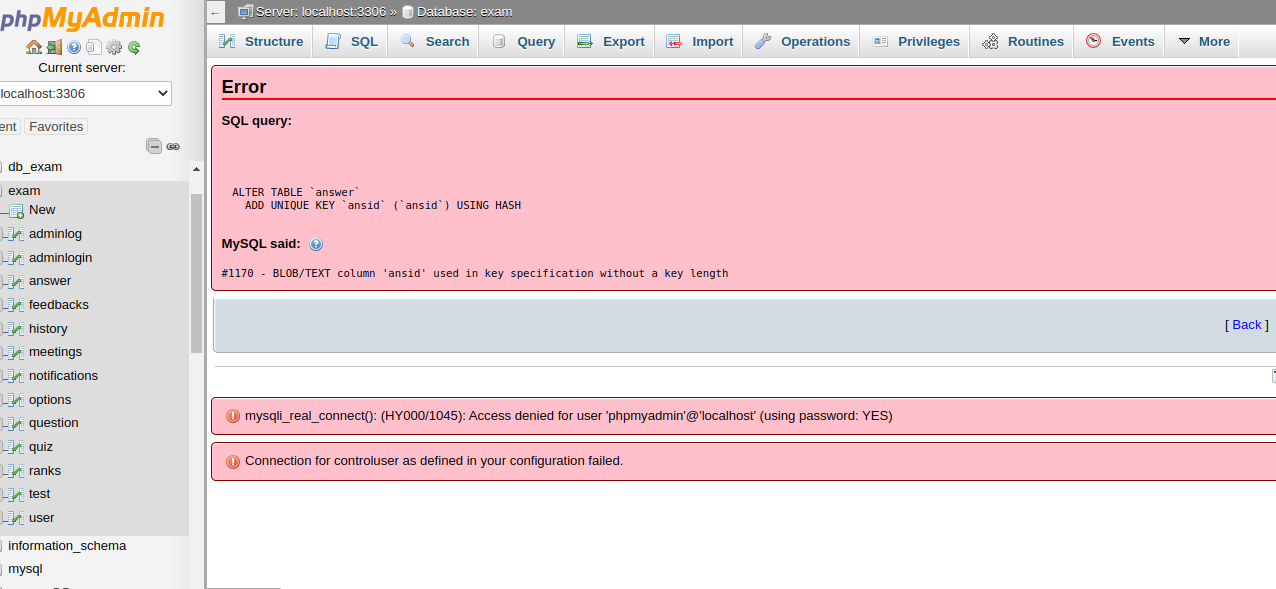 phpMyAdmin
Current server:
localhost:3306
ent Favorites
db_exam
exam
New
adminlog
adminlogin
answer
feedbacks
history
meetings
notifications
options
question
quiz
ranks
test
user
information_schema
mysql
← Server: localhost:3306 » Database: exam
Structure SQL Search Query Export Import Operations Privileges Routines Events More
Error
SQL query:
ALTER TABLE `answer`
ADD UNIQUE KEY `ansid` (`ansid`) USING HASH
MySQL said:
#1170 - BLOB/TEXT column 'ansid' used in key specification without a key length
[ Back ]
mysqli_real_connect(): (HY000/1045): Access denied for user 'phpmyadmin'@'localhost' (using password: YES)
Connection for controluser as defined in your configuration failed.